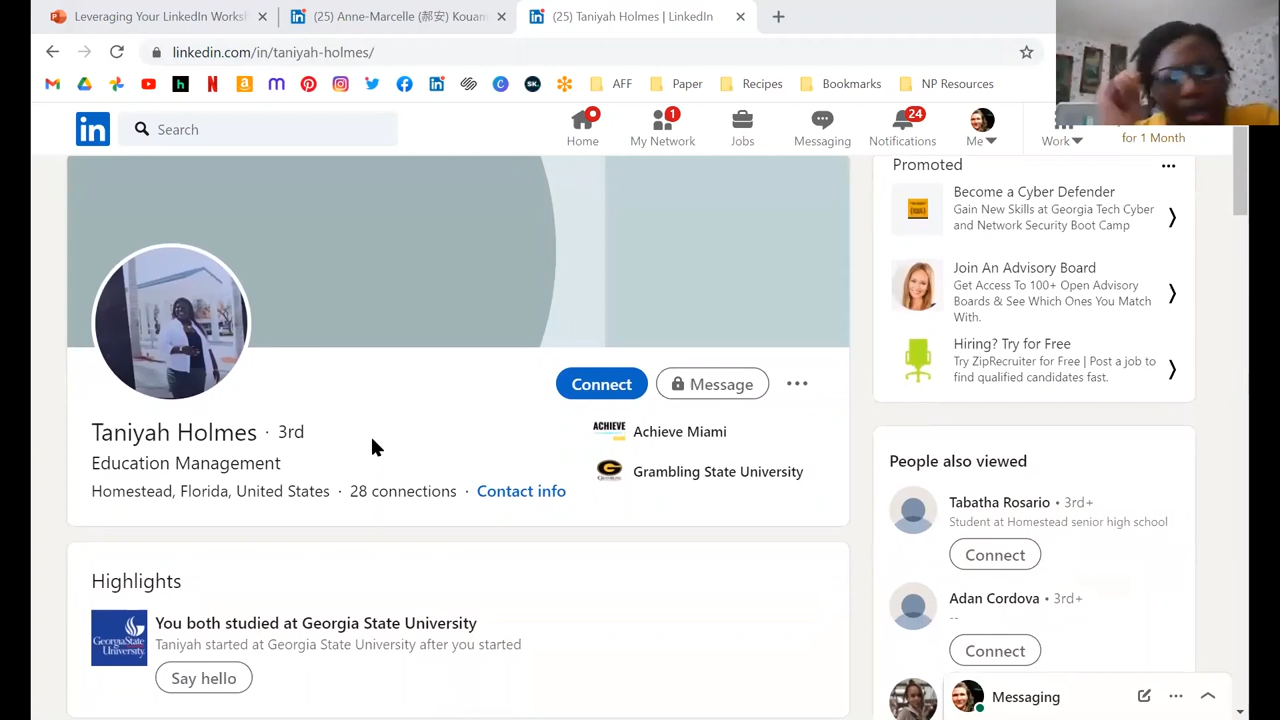 Leveraging Your LinkedIn Works
(25) Anne-Marcelle (郝安) Kouam
(25) Taniyah Holmes | LinkedIn
linkedin.com/in/taniyah-holmes/
AFF
Paper
Recipes
Bookmarks
NP Resources
in
Search
Home
1
My Network
Jobs
Messaging
24
Notifications
Me
Work
for 1 Month
Promoted
Become a Cyber Defender
Gain New Skills at Georgia Tech Cyber
and Network Security Boot Camp
Join An Advisory Board
Get Access To 100+ Open Advisory
Boards & See Which Ones You Match
With.
Hiring? Try for Free
Try ZipRecruiter for Free | Post a job to
find qualified candidates fast.
Connect
Message
Taniyah Holmes · 3rd
Education Management
Homestead, Florida, United States · 28 connections · Contact info
ACHIEVE
Achieve Miami
Grambling State University
Highlights
GeorgiaState
University
You both studied at Georgia State University
Taniyah started at Georgia State University after you started
Say hello
People also viewed
Tabatha Rosario • 3rd+
Student at Homestead senior high school
Connect
Adan Cordova • 3rd+
--
Connect
Messaging